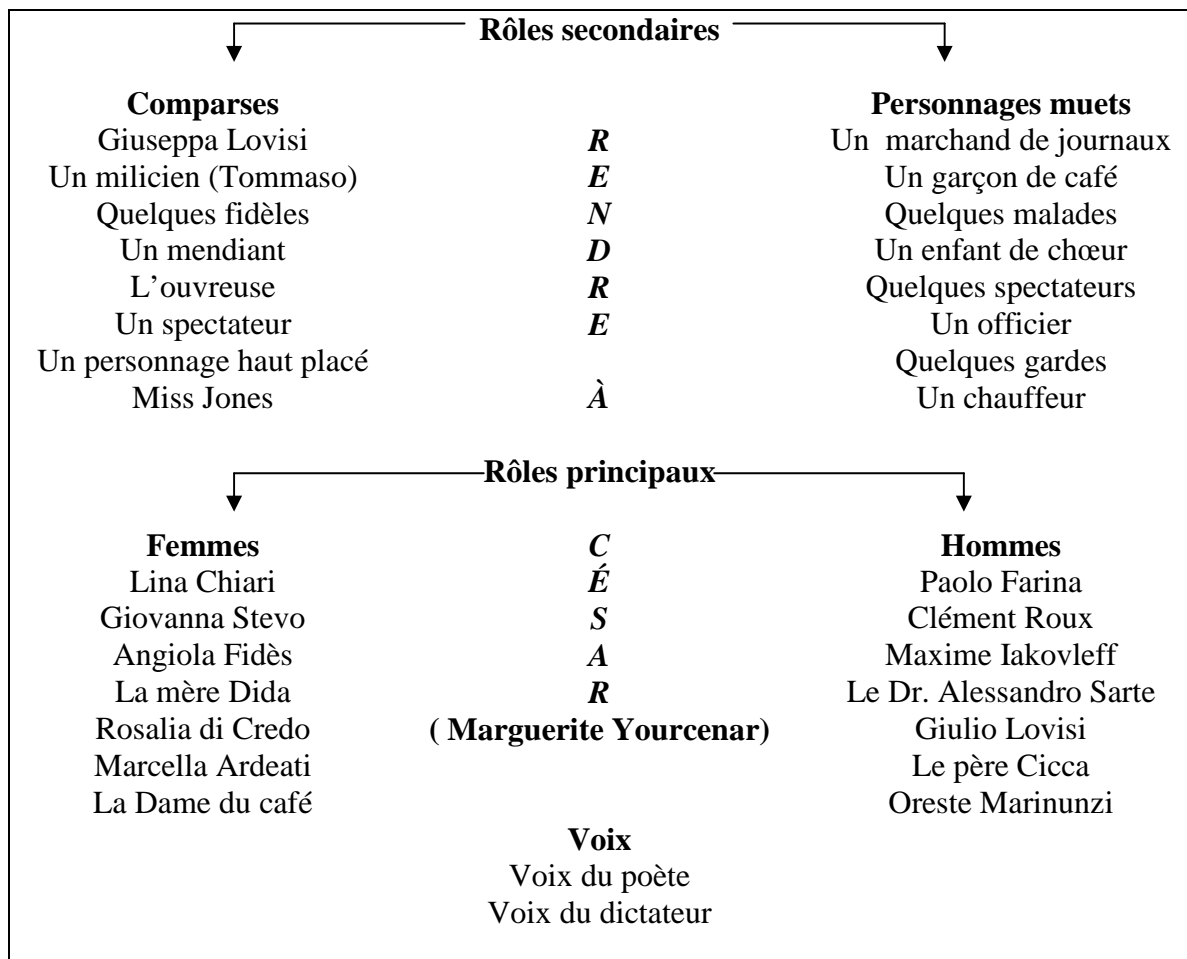 Rôles secondaires
Comparses Personnages muets
Giuseppa Lovisi R Un marchand de journaux
Un milicien (Tommaso) E Un garçon de café
Quelques fidèles N Quelques malades
Un mendiant D Un enfant de chœur
L’ouvreuse R Quelques spectateurs
Un spectateur E Un officier
Un personnage haut placé Quelques gardes
Miss Jones À Un chauffeur
Rôles principaux
Femmes C Hommes
Lina Chiari É Paolo Farina
Giovanna Stevo S Clément Roux
Angiola Fidès A Maxime Iakovleff
La mère Dida R Le Dr. Alessandro Sarte
Rosalia di Credo ( Marguerite Yourcenar) Giulio Lovisi
Marcella Ardeati Le père Cicca
La Dame du café Oreste Marinunzi
Voix
Voix du poète
Voix du dictateur